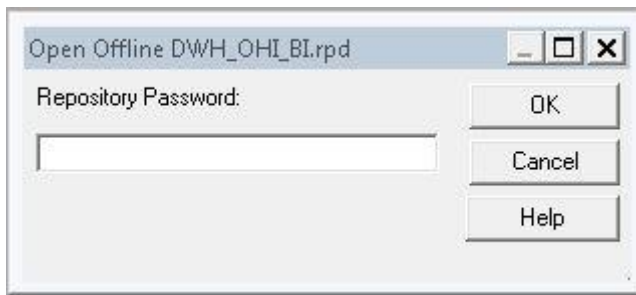 Open Offline DWH_OHI_BI.rpd
Repository Password:
OK
Cancel
Help